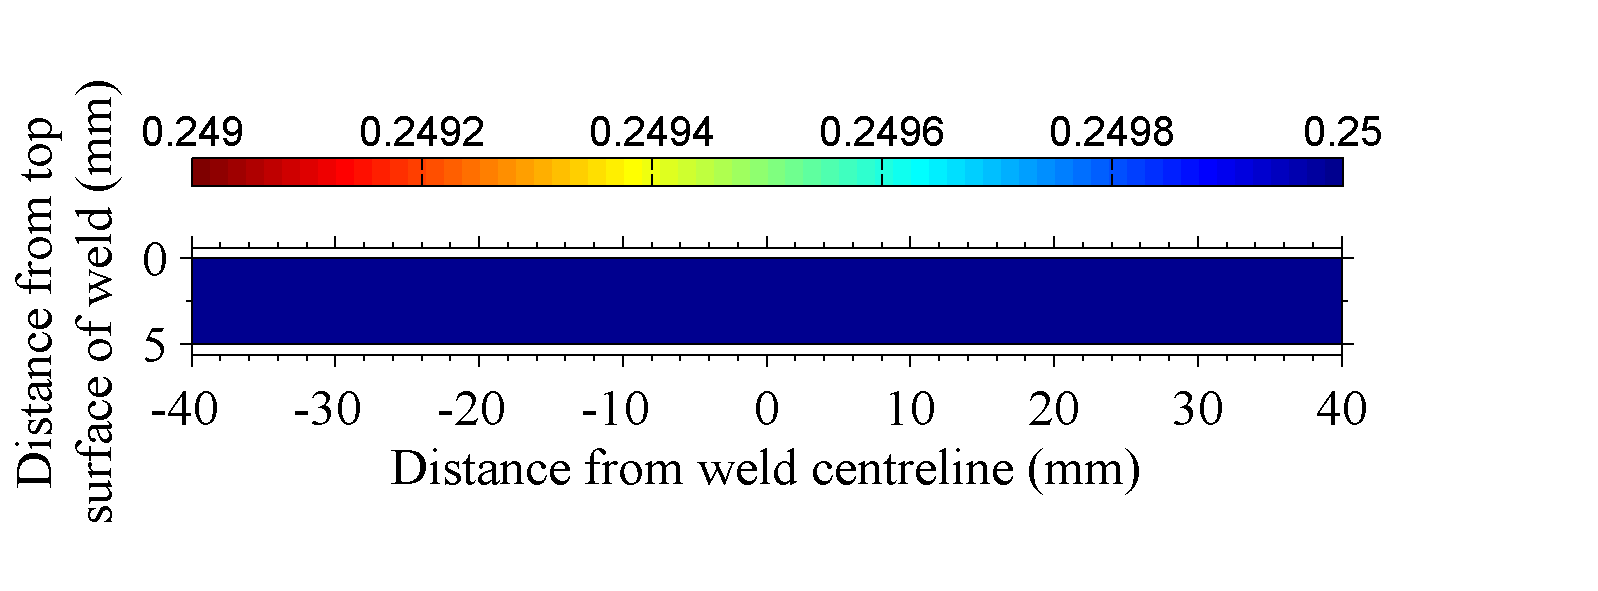 Distance from top
surface of weld (mm)
0.249 0.2492 0.2494 0.2496 0.2498 0.25
0
5
-40 -30 -20 -10 0 10 20 30 40
Distance from weld centreline (mm)